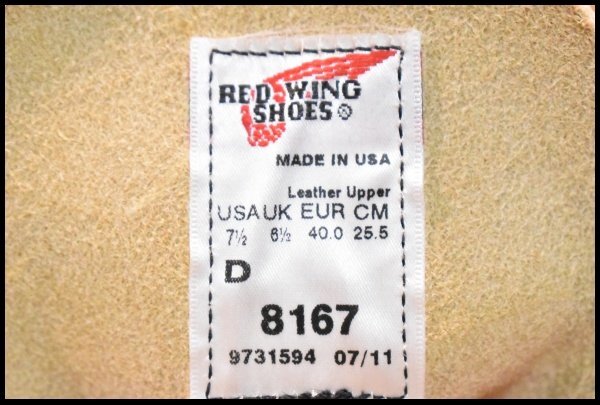 RED WING
SHOES®
MADE IN USA
Leather Upper
USA UK EUR CM
7½ 6½ 40.0 25.5
D
8167
9731594 07/11